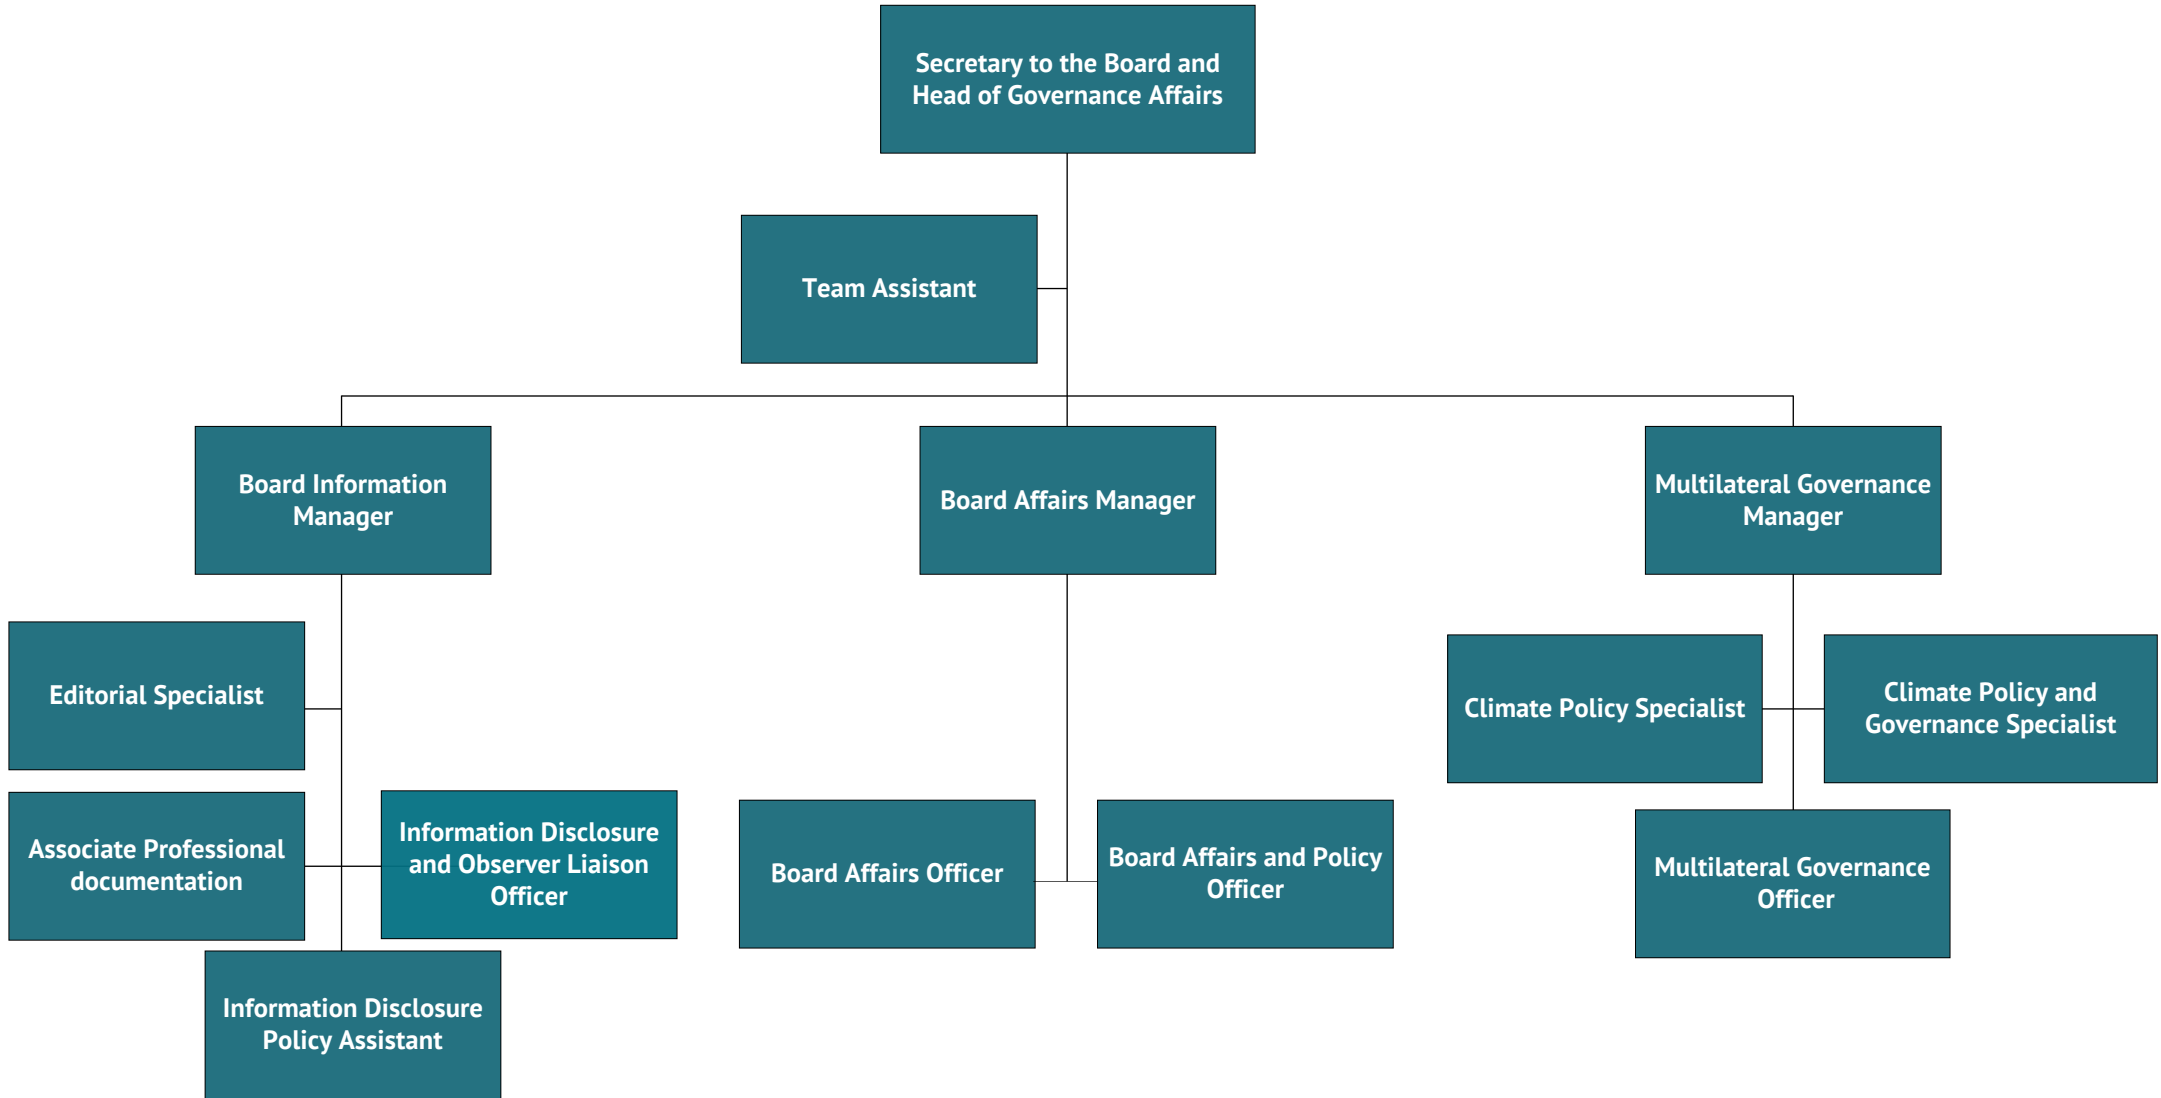 Secretary to the Board and
Head of Governance Affairs
Team Assistant
Board Information
Manager
Board Affairs Manager
Multilateral Governance
Manager
Editorial Specialist
Climate Policy Specialist
Climate Policy and
Governance Specialist
Associate Professional
documentation
Information Disclosure
and Observer Liaison
Officer
Board Affairs Officer
Board Affairs and Policy
Officer
Multilateral Governance
Officer
Information Disclosure
Policy Assistant